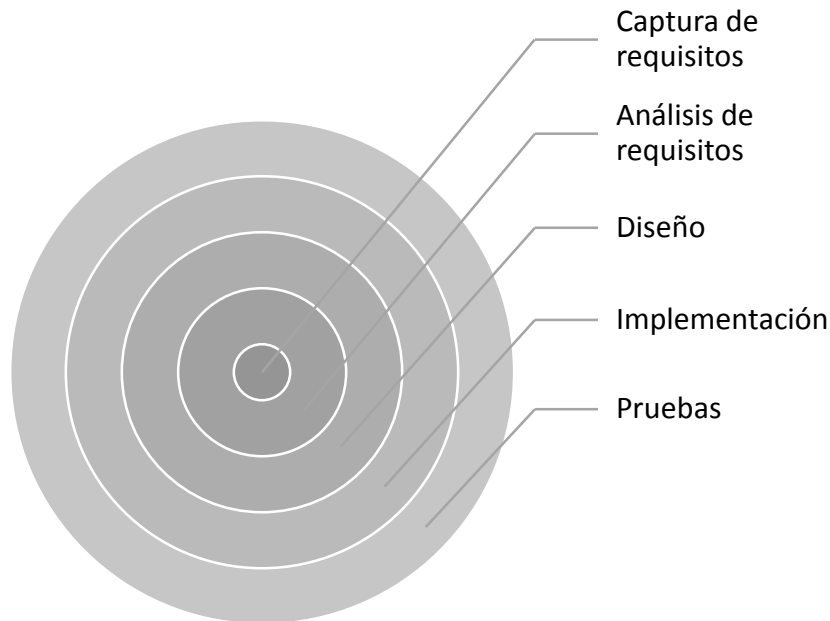 Captura de
requisitos
Análisis de
requisitos
Diseño
Implementación
Pruebas